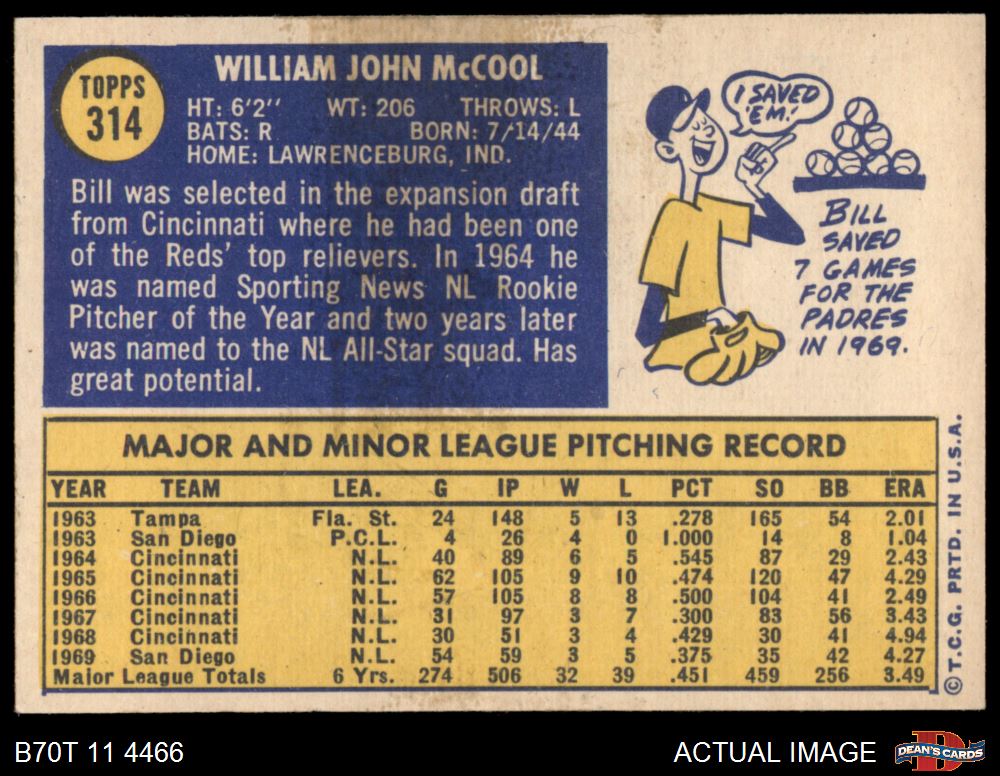 TOPPS
314
WILLIAM JOHN McCOOL
HT: 6'2" WT: 206 THROWS: L
BATS: R BORN: 7/14/44
HOME: LAWRENCEBURG, IND.
Bill was selected in the expansion draft
from Cincinnati where he had been one
of the Reds' top relievers. In 1964 he
was named Sporting News NL Rookie
Pitcher of the Year and two years later
was named to the NL All-Star squad. Has
great potential.
I SAVED
'EM!
BILL
SAVED
7 GAMES
FOR THE
PADRES
IN 1969.
MAJOR AND MINOR LEAGUE PITCHING RECORD
YEAR TEAM LEA. G IP W L PCT SO BB ERA
1963 Tampa Fla. St. 24 148 5 13 .278 165 54 2.01
1963 San Diego P.C.L. 4 26 4 0 1.000 14 8 1.04
1964 Cincinnati N.L. 40 89 6 5 .545 87 29 2.43
1965 Cincinnati N.L. 62 105 9 10 .474 120 47 4.29
1966 Cincinnati N.L. 57 105 8 8 .500 104 41 2.49
1967 Cincinnati N.L. 31 97 3 7 .300 83 56 3.43
1968 Cincinnati N.L. 30 51 3 4 .429 30 41 4.94
1969 San Diego N.L. 54 59 3 5 .375 35 42 4.27
Major League Totals 6 Yrs. 274 506 32 39 .451 459 256 3.49
© T.C.G. PRTD. IN U.S.A.
B70T 11 4466
ACTUAL IMAGE
DEAN'S CARDS